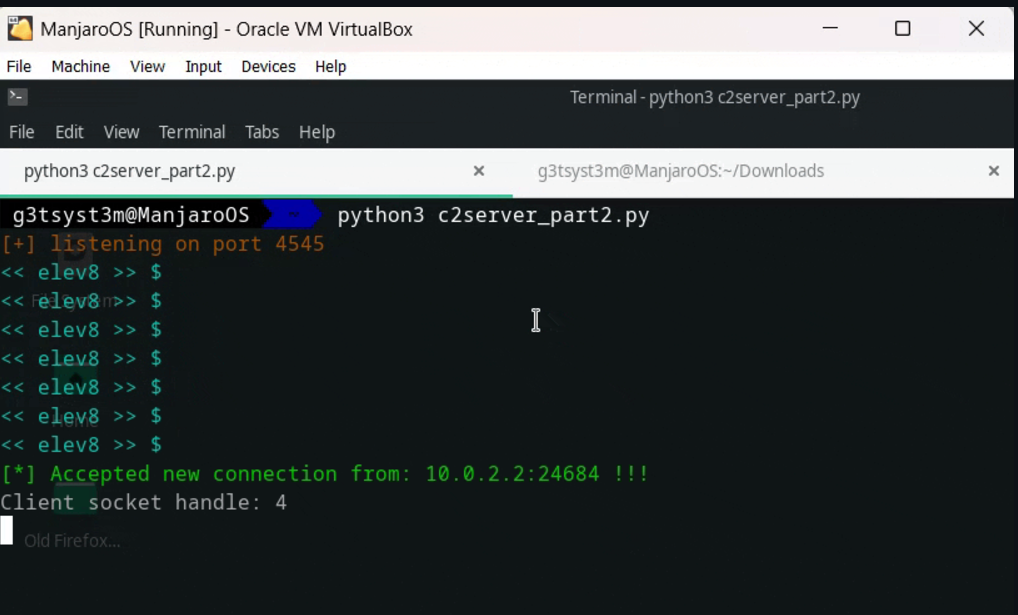 ManjaroOS [Running] - Oracle VM VirtualBox
File Machine View Input Devices Help
Terminal - python3 c2server_part2.py
File Edit View Terminal Tabs Help
python3 c2server_part2.py × g3tsyst3m@ManjaroOS:~/Downloads ×
g3tsyst3m@ManjaroOS ~ python3 c2server_part2.py
[+] listening on port 4545
<< elev8 >> $
<< elev8 >> $
File System
<< elev8 >> $
<< elev8 >> $
<< elev8 >> $
<< elev8 >> $
Home
<< elev8 >> $
[*] Accepted new connection from: 10.0.2.2:24684 !!!
Client socket handle: 4
Old Firefox...